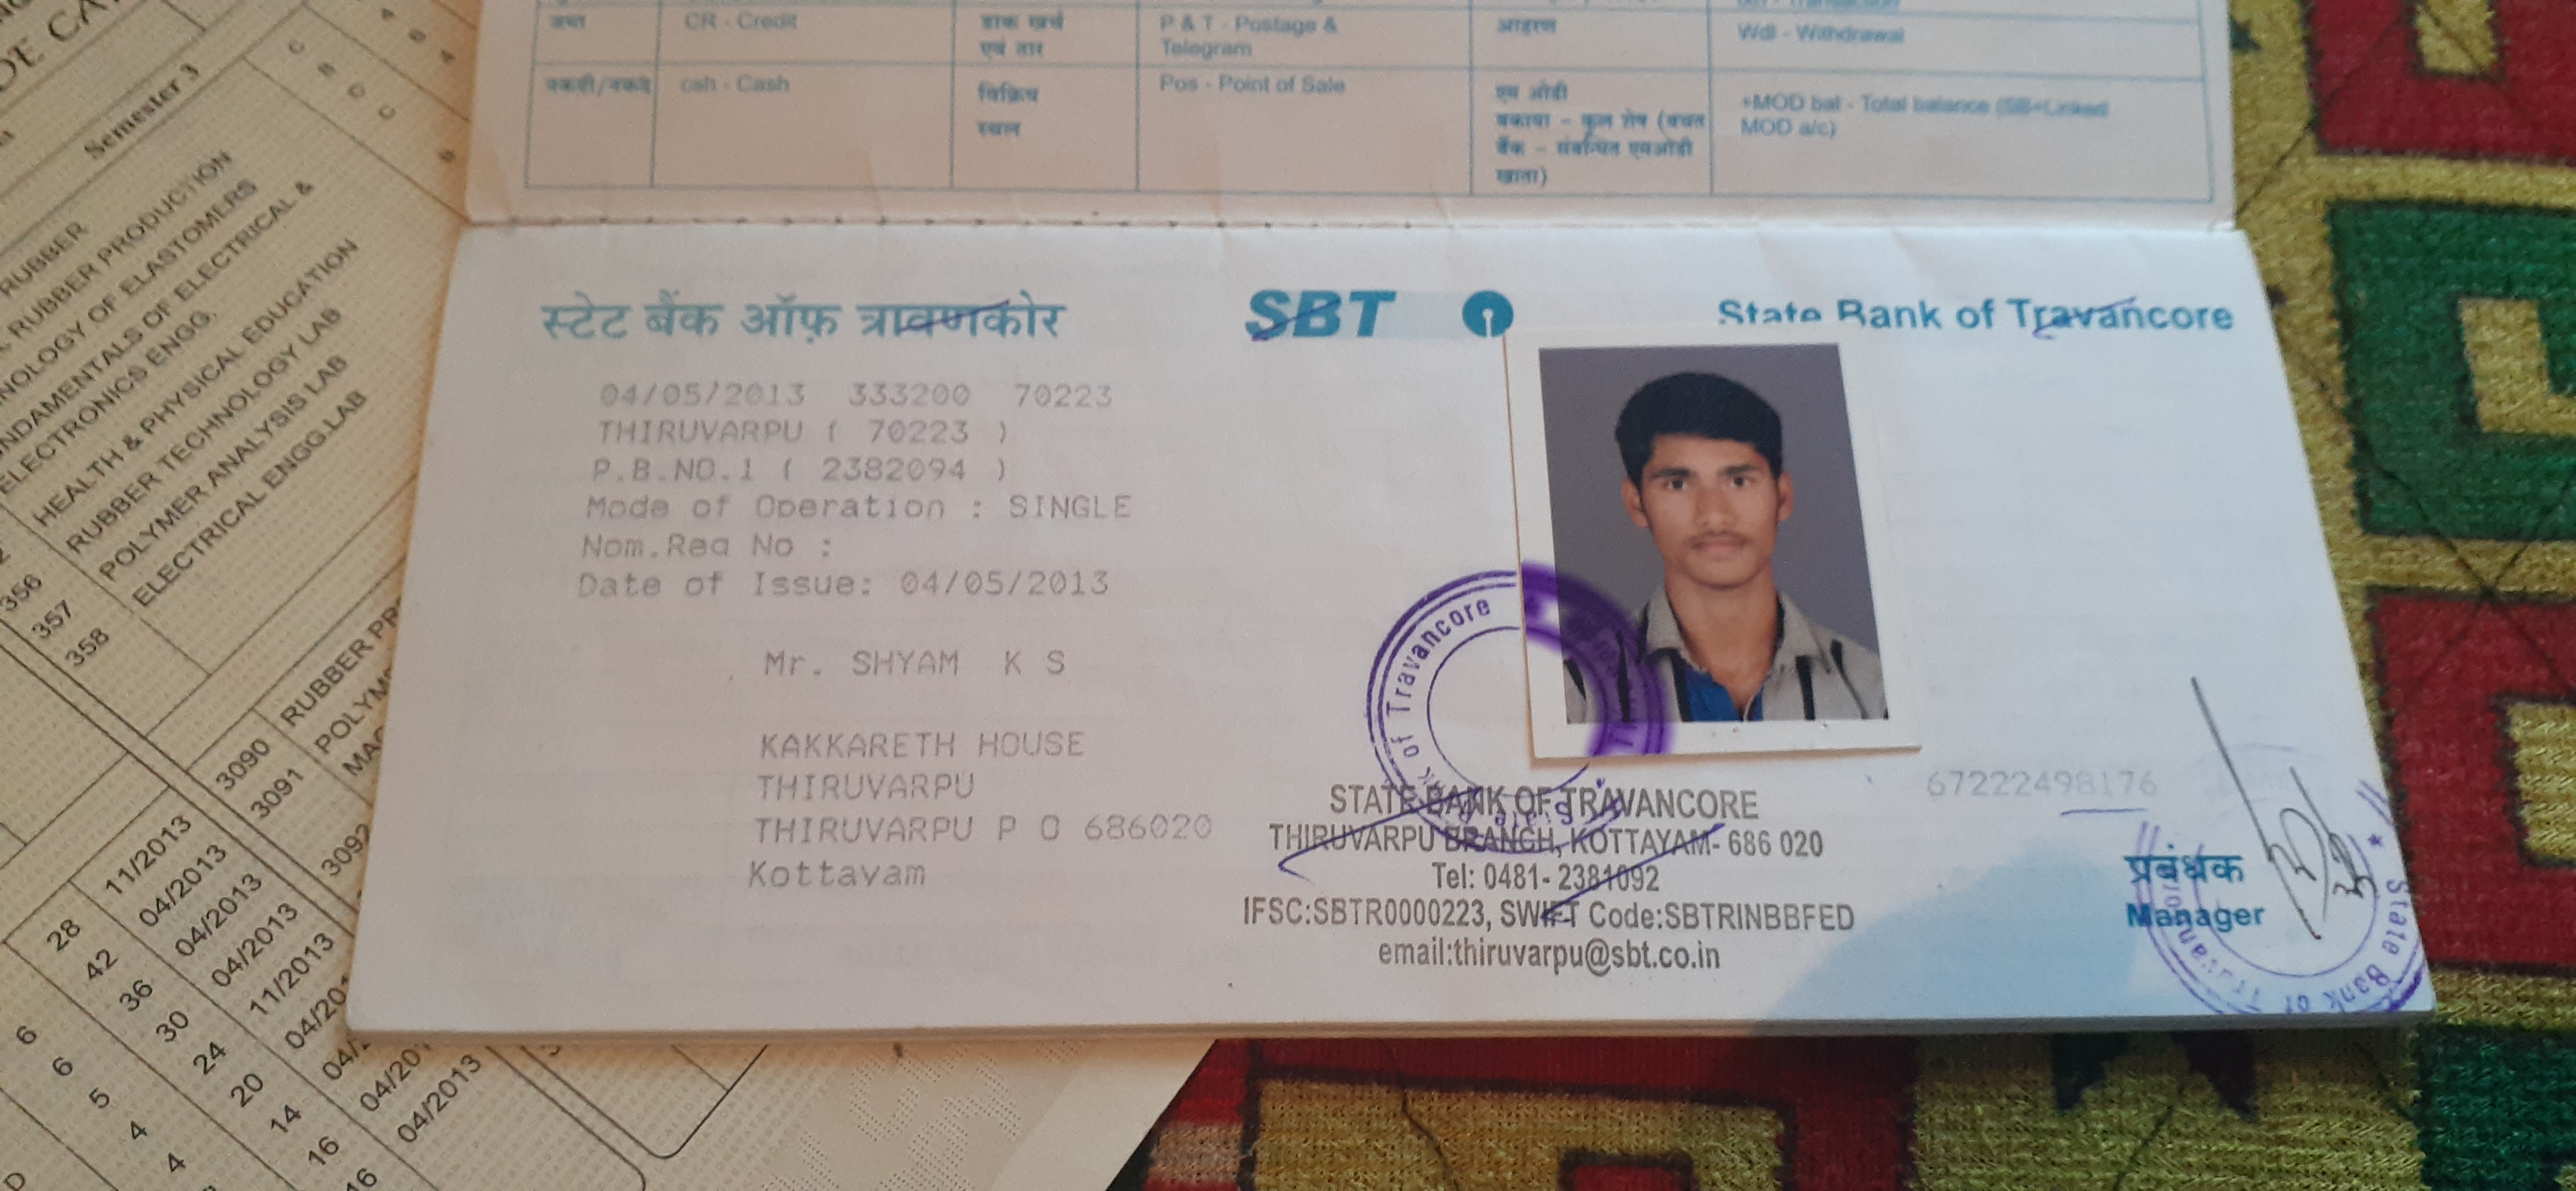 जमा
CR - Credit
डाक खर्च
एवं तार
P & T - Postage &
Telegram
आहरण
Wdl - Withdrawal
नकदी/नकद
csh - Cash
विक्रय
स्थल
Pos - Point of Sale
एम ओडी
बकाया - कुल शेष (बचत
बैंक - संबन्धित एमओडी
खाता)
+MOD bal - Total balance (SB+Linked
MOD a/c)
स्टेट बैंक ऑफ़ त्रावणकोर
SBT
State Bank of Travancore
04/05/2013 333200 70223
THIRUVARPU ( 70223 )
P.B.NO.1 ( 2382094 )
Mode of Operation : SINGLE
Nom.Reg No :
Date of Issue: 04/05/2013
Mr. SHYAM K S
KAKKARETH HOUSE
THIRUVARPU
THIRUVARPU P O 686020
Kottayam
of Travancore
STATE BANK OF TRAVANCORE
THIRUVARPU BRANCH, KOTTAYAM- 686 020
Tel: 0481- 2381092
IFSC:SBTR0000223, SWIFT Code:SBTRINBBFED
email:thiruvarpu@sbt.co.in
67222498176
प्रबंधक
Manager
State Bank of Travancore
Semester 3
RUBBER
RUBBER PRODUCTION
OLOGY OF ELASTOMERS
NDAMENTALS OF ELECTRICAL &
ELECTRONICS ENGG.
HEALTH & PHYSICAL EDUCATION
356 RUBBER TECHNOLOGY LAB
357 POLYMER ANALYSIS LAB
358 ELECTRICAL ENGG.LAB
3090 RUBBER PR
3091 POLYM
3092
28 11/2013
6 42 04/2013
6 36 04/2013
5 30 04/2013
4 24 11/2013
4 20 04/201
14 04/
16 04/201
16 04/2013